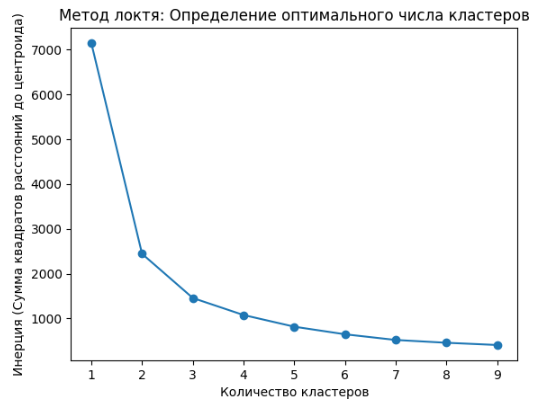 Метод локтя: Определение оптимального числа кластеров
Инерция (Сумма квадратов расстояний до центроида)
7000
6000
5000
4000
3000
2000
1000
1 2 3 4 5 6 7 8 9
Количество кластеров